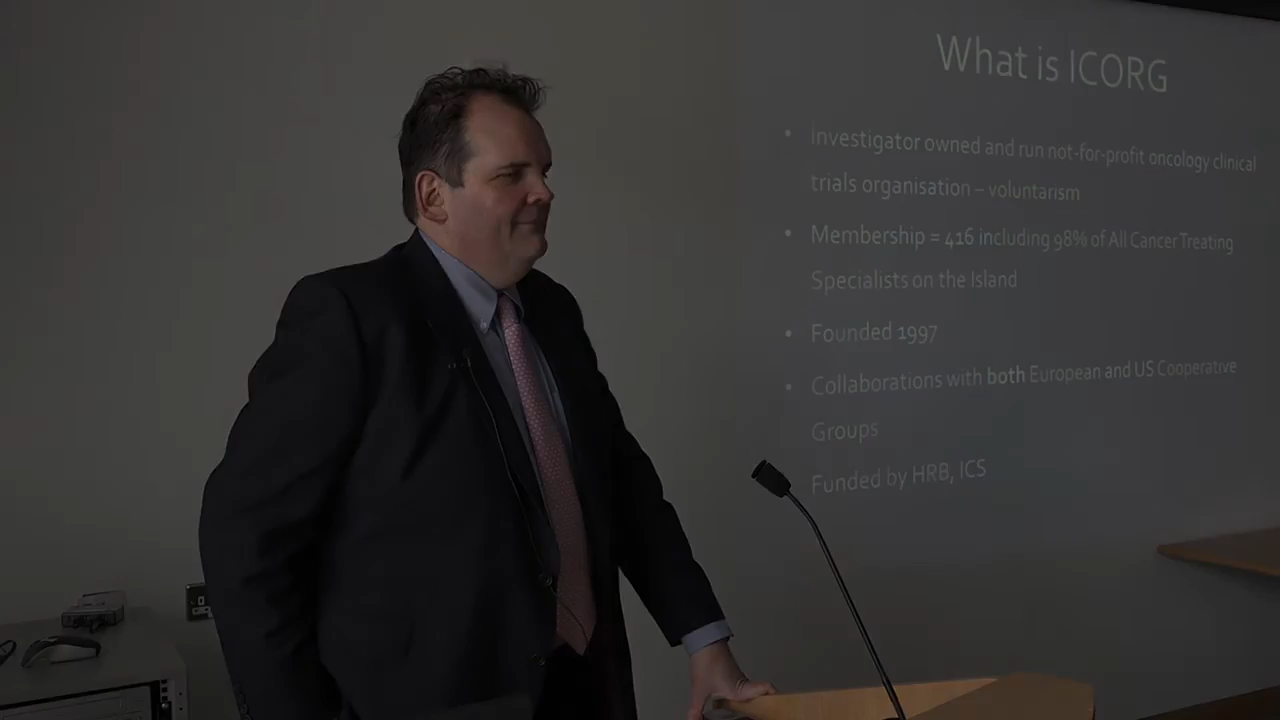 What is ICORG
• Investigator owned and run not-for-profit oncology clinical
trials organisation – voluntarism
• Membership = 416 including 98% of All Cancer Treating
Specialists on the Island
• Founded 1997
• Collaborations with both European and US Cooperative
Groups
Funded by HRB, ICS